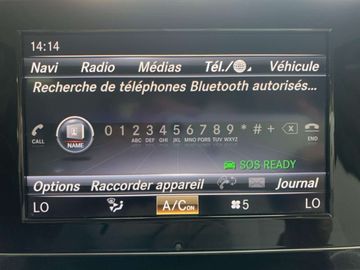 14:14
Navi Radio Médias Tél./ Véhicule
Recherche de téléphones Bluetooth autorisés...
CALL NAME 0 1 2 ABC 3 DEF 4 GHI 5 JKL 6 MNO 7 PQRS 8 TUV 9 WXYZ * # + END
SOS READY
Options Raccorder appareil Journal
LO A/C ON 5 LO